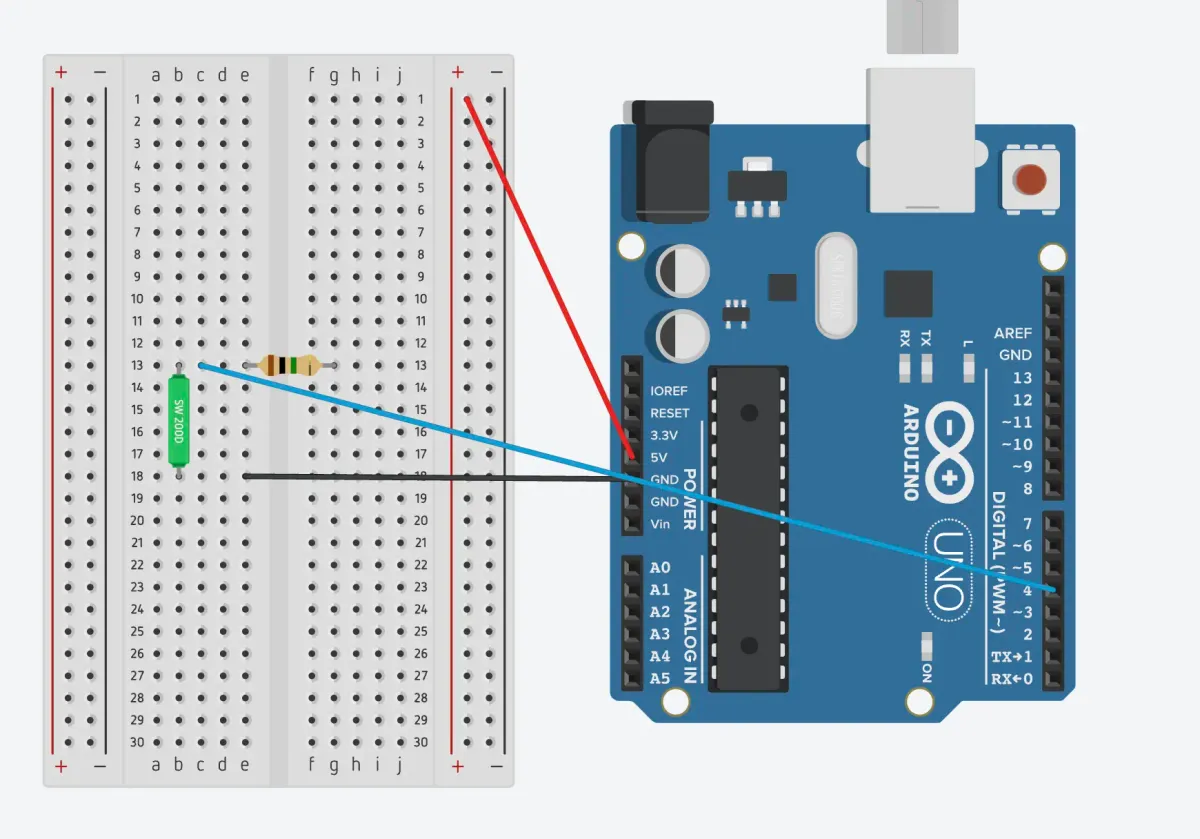 + − a b c d e f g h i j + −
1 1
2 2
3 3
4 4
5 5
6 6
7 7
8 8
9 9
10 10
11 11
12 12
13 13
14 14
15 15
16 16
17 17
18 18
19 19
20 20
21 21
22 22
23 23
24 24
25 25
26 26
27 27
28 28
29 29
30 30
+ − a b c d e f g h i j + −
SW 200D
IOREF
RESET
3.3V
5V
GND
GND
Vin
POWER
A0
A1
A2
A3
A4
A5
ANALOG IN
RX
TX
L
ARDUINO
UNO
ON
AREF
GND
13
12
~11
~10
~9
8
7
~6
~5
4
~3
2
TX→1
RX←0
DIGITAL (PWM~)